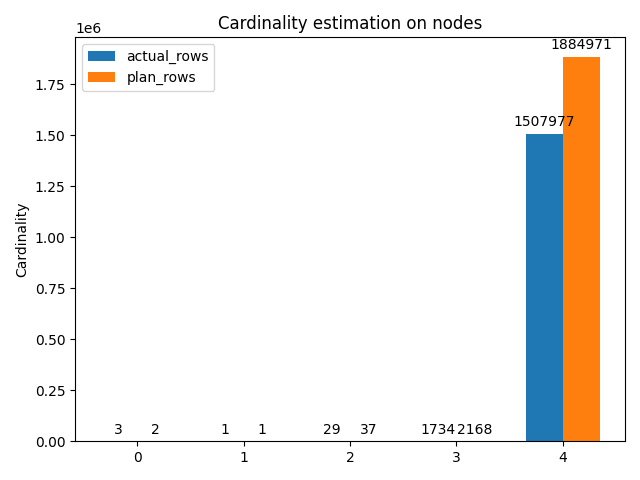 Cardinality estimation on nodes
1e6
actual_rows
plan_rows
1884971
1507977
1.75
1.50
1.25
1.00
0.75
0.50
0.25
0.00
Cardinality
3 2 1 1 29 37 1734 2168
0 1 2 3 4